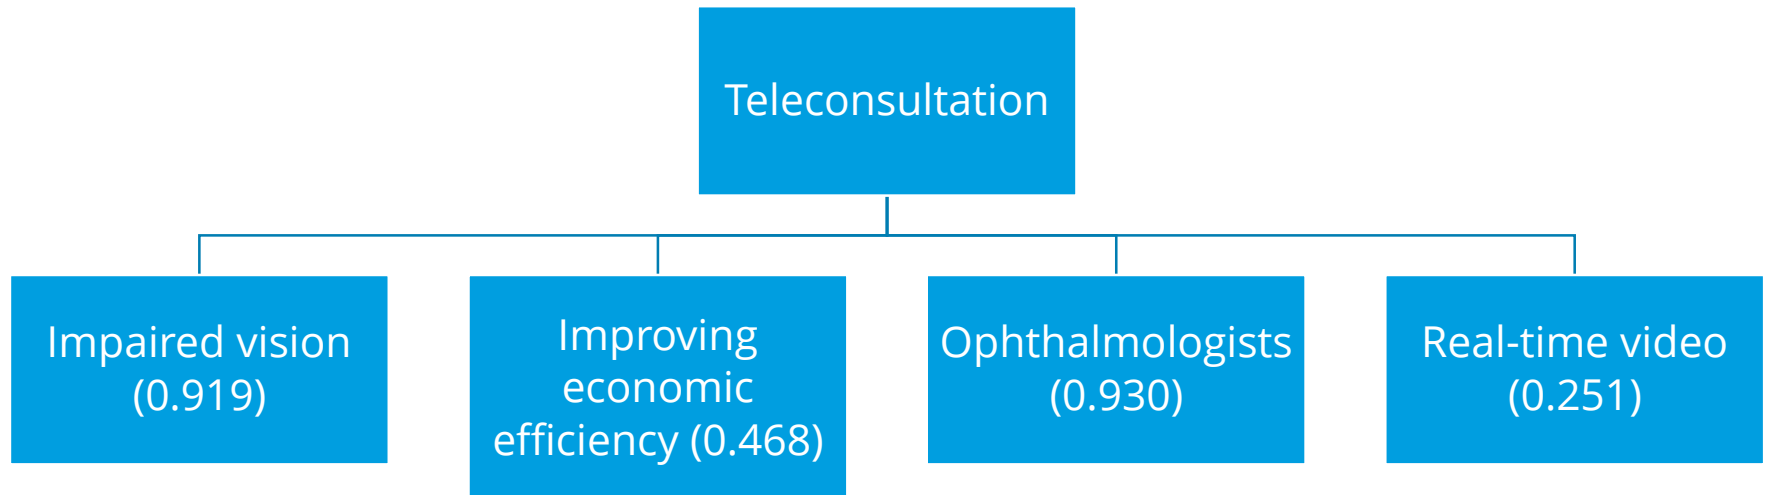 Teleconsultation
Impaired vision
(0.919)
Improving
economic
efficiency (0.468)
Ophthalmologists
(0.930)
Real-time video
(0.251)